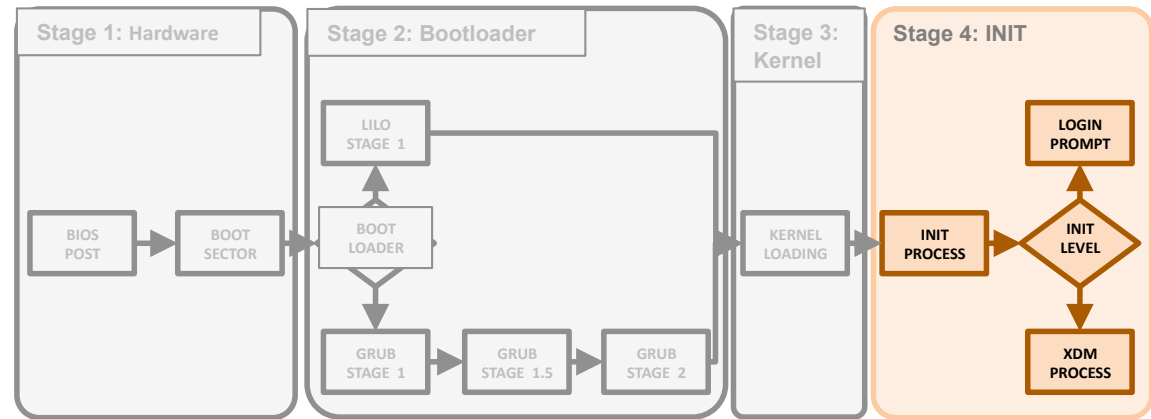 Stage 1: Hardware
Stage 2: Bootloader
Stage 3:
Kernel
Stage 4: INIT
LILO
STAGE 1
LOGIN
PROMPT
BIOS
POST
BOOT
SECTOR
BOOT
LOADER
KERNEL
LOADING
INIT
PROCESS
INIT
LEVEL
GRUB
STAGE 1
GRUB
STAGE 1.5
GRUB
STAGE 2
XDM
PROCESS